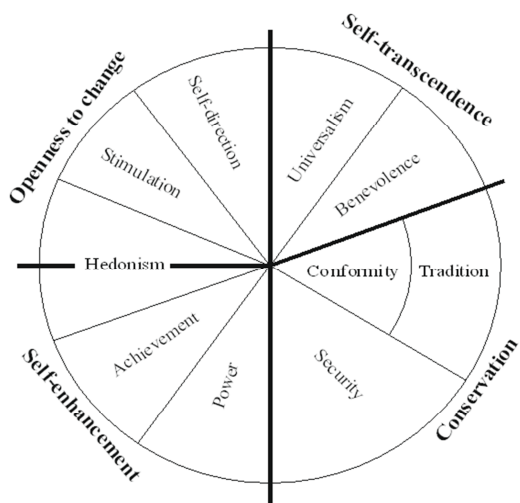 Openness to change
Self-transcendence
Self-direction
Universalism
Stimulation
Benevolence
Hedonism
Conformity
Tradition
Achievement
Power
Security
Self-enhancement
Conservation